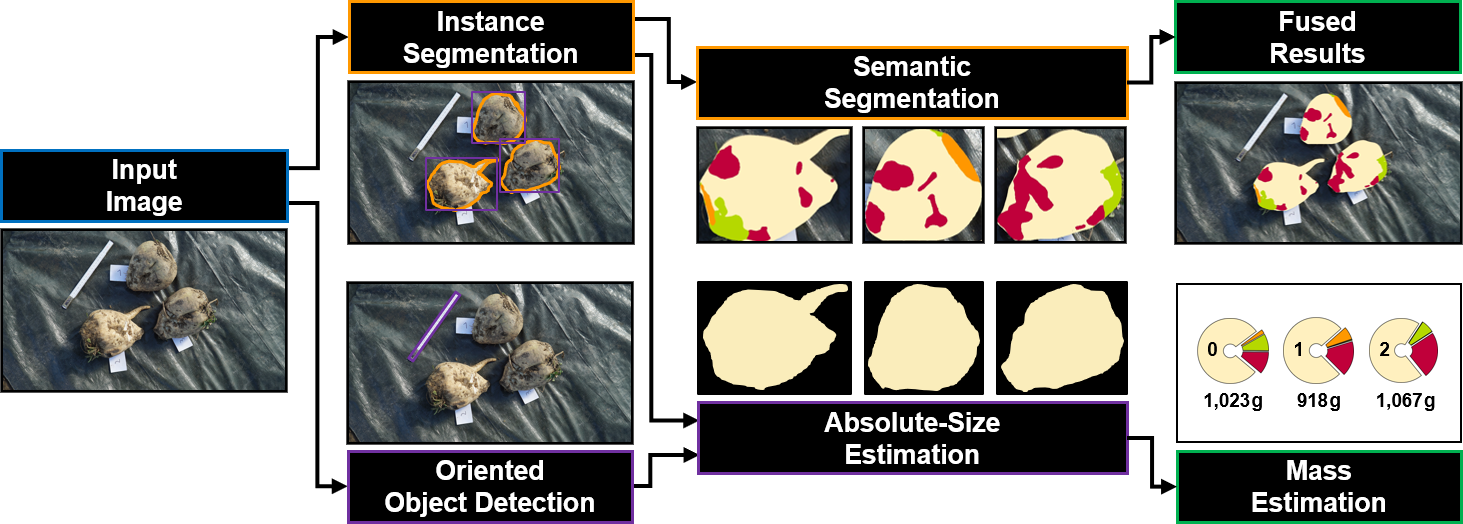 Input
Image
Instance
Segmentation
Oriented
Object Detection
Semantic
Segmentation
Absolute-Size
Estimation
Fused
Results
0 1 2
1,023g 918g 1,067g
Mass
Estimation